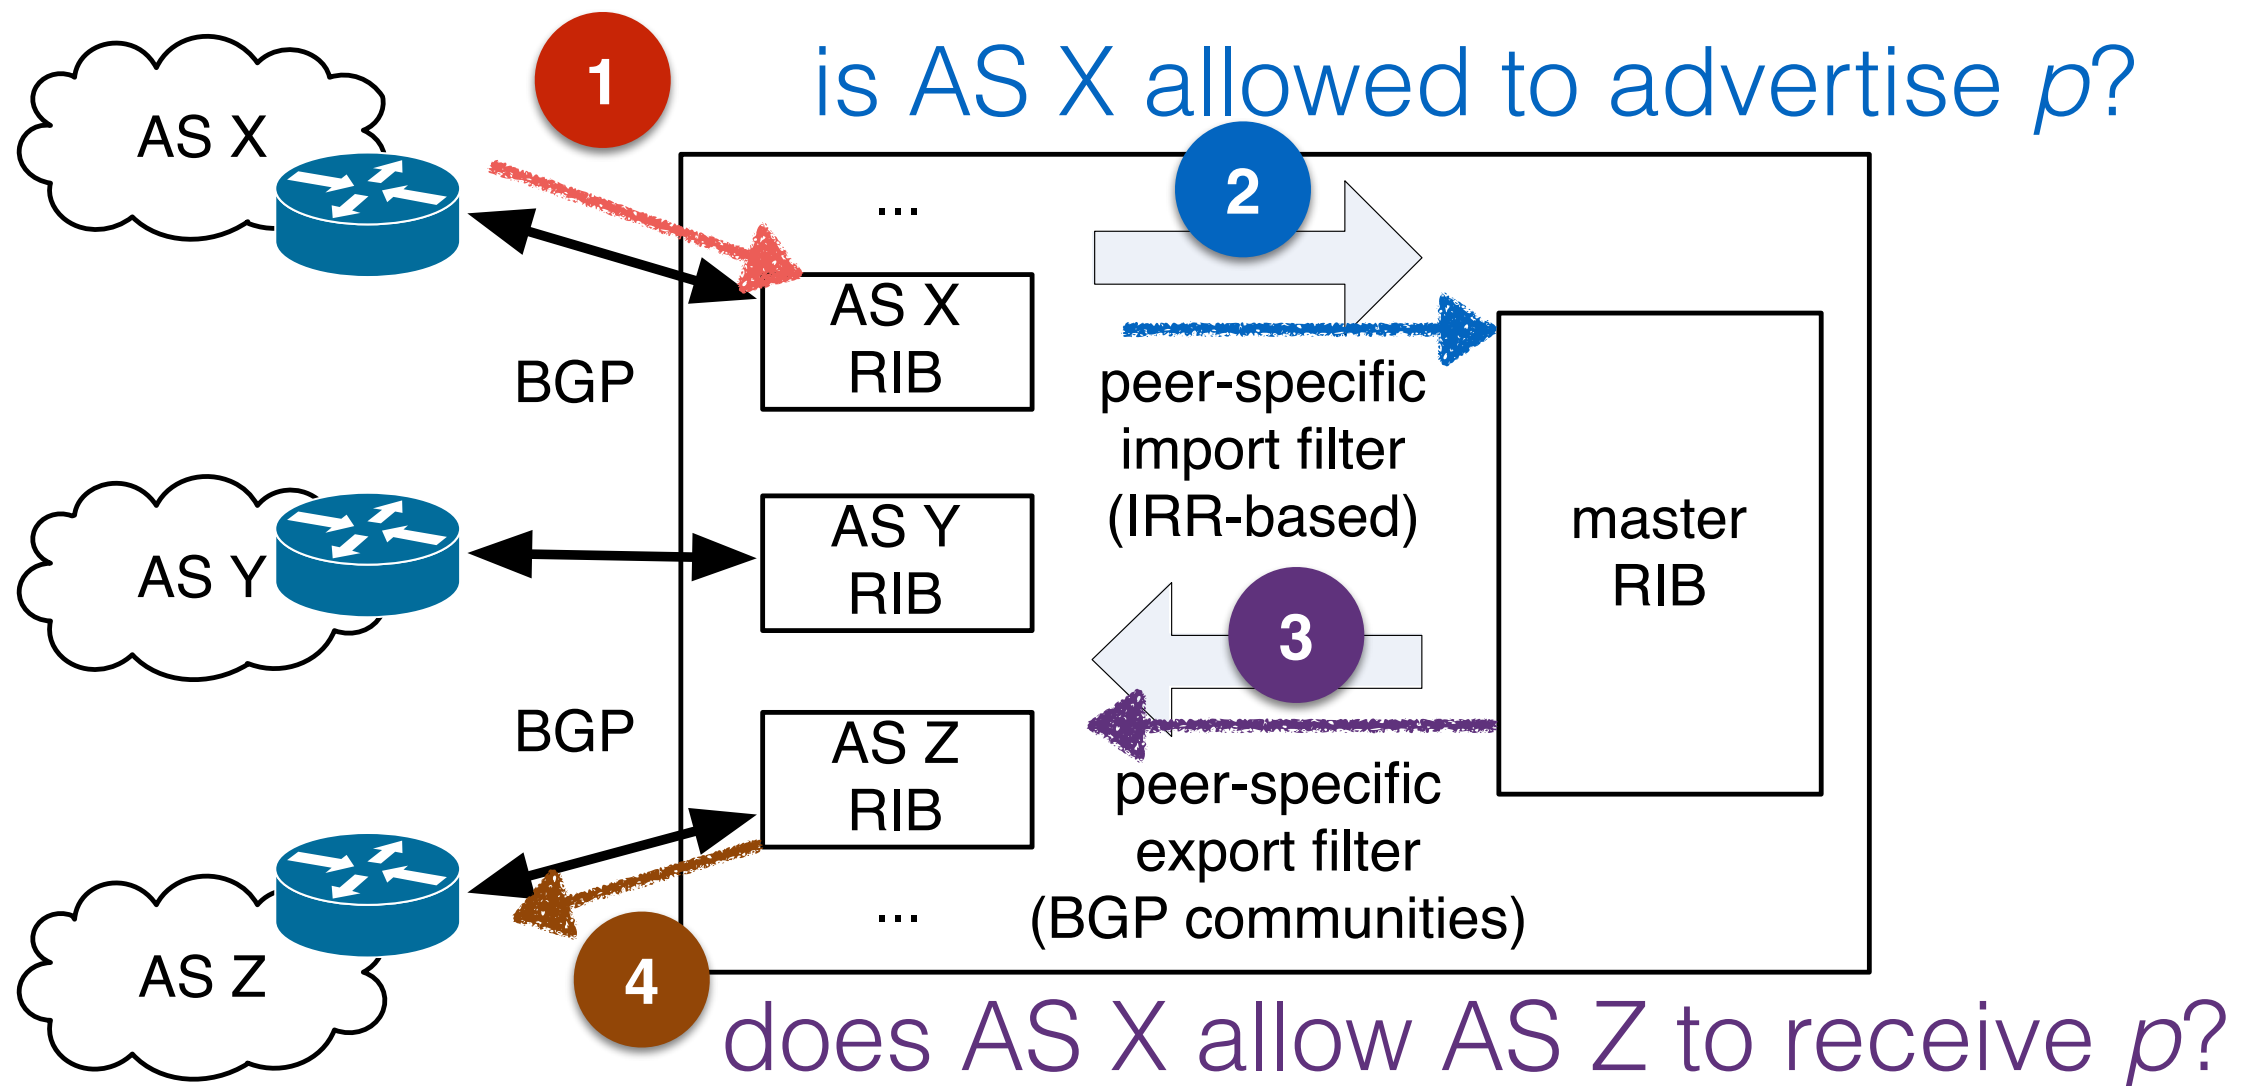 1
is AS X allowed to advertise p?
AS X
2
...
AS X
RIB
BGP
peer-specific
import filter
(IRR-based)
AS Y
AS Y
RIB
master
RIB
3
BGP
AS Z
RIB
peer-specific
export filter
(BGP communities)
...
AS Z
4
does AS X allow AS Z to receive p?